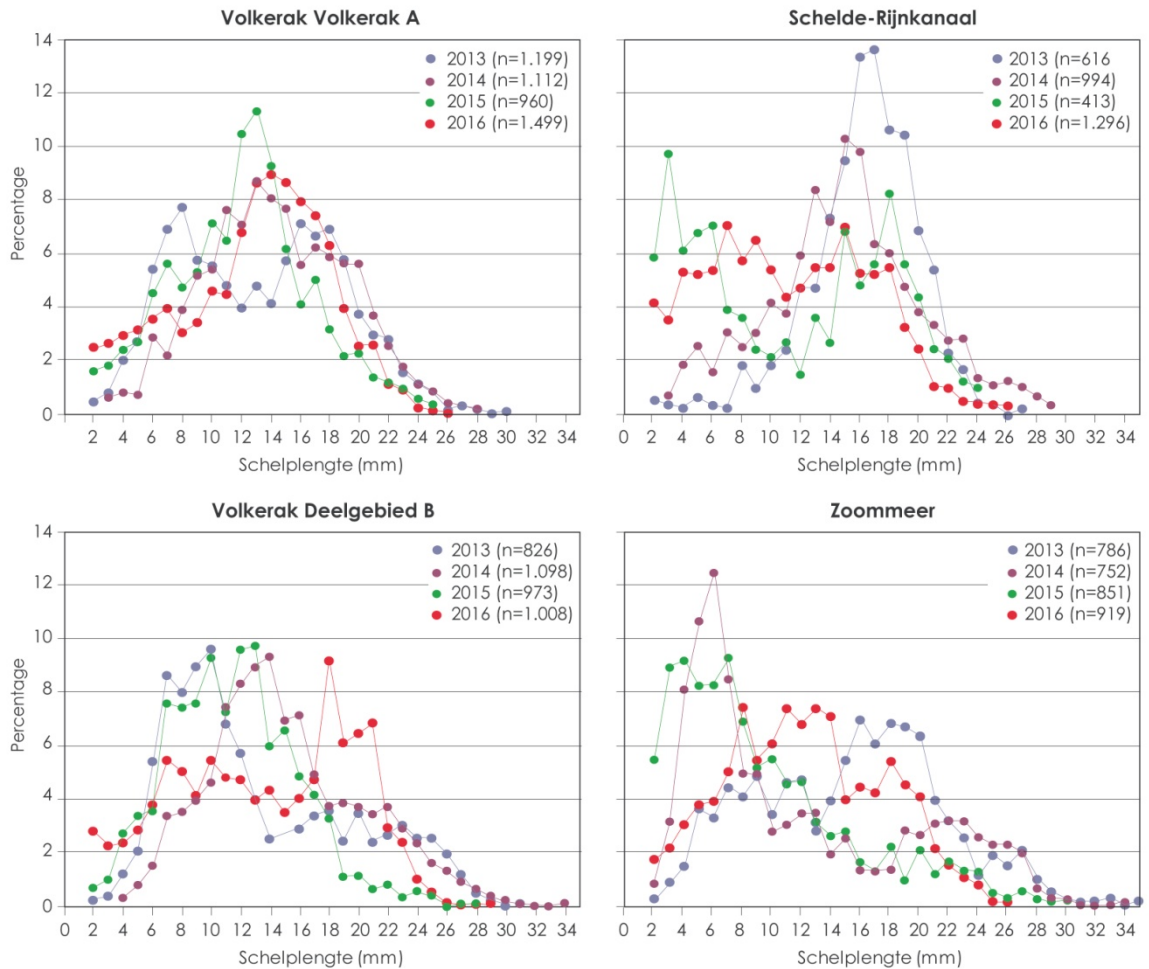 Volkerak Volkerak A
14
12
10
8
6
4
2
0
Percentage
2013 (n=1.199)
2014 (n=1.112)
2015 (n=960)
2016 (n=1.499)
2 4 6 8 10 12 14 16 18 20 22 24 26 28 30 32 34
Schelplengte (mm)
Schelde-Rijnkanaal
2013 (n=616
2014 (n=994)
2015 (n=413)
2016 (n=1.296)
0 2 4 6 8 10 12 14 16 18 20 22 24 26 28 30 32 34
Schelplengte (mm)
Volkerak Deelgebied B
14
12
10
8
6
4
2
0
Percentage
2013 (n=826)
2014 (n=1.098)
2015 (n=973)
2016 (n=1.008)
0 2 4 6 8 10 12 14 16 18 20 22 24 26 28 30 32 34
Schelplengte (mm)
Zoommeer
2013 (n=786)
2014 (n=752)
2015 (n=851)
2016 (n=919)
0 2 4 6 8 10 12 14 16 18 20 22 24 26 28 30 32 34
Schelplengte (mm)